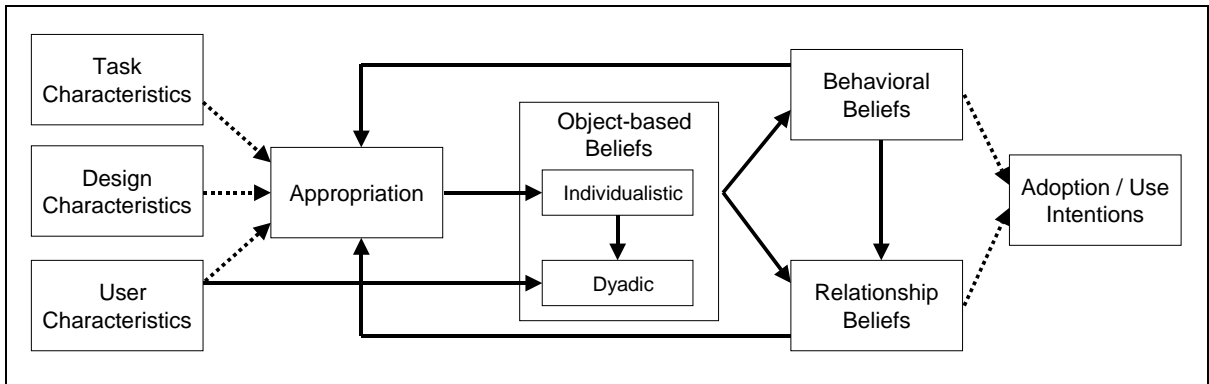 Task
Characteristics
Design
Characteristics
User
Characteristics
Appropriation
Object-based
Beliefs
Individualistic
Dyadic
Behavioral
Beliefs
Relationship
Beliefs
Adoption / Use
Intentions